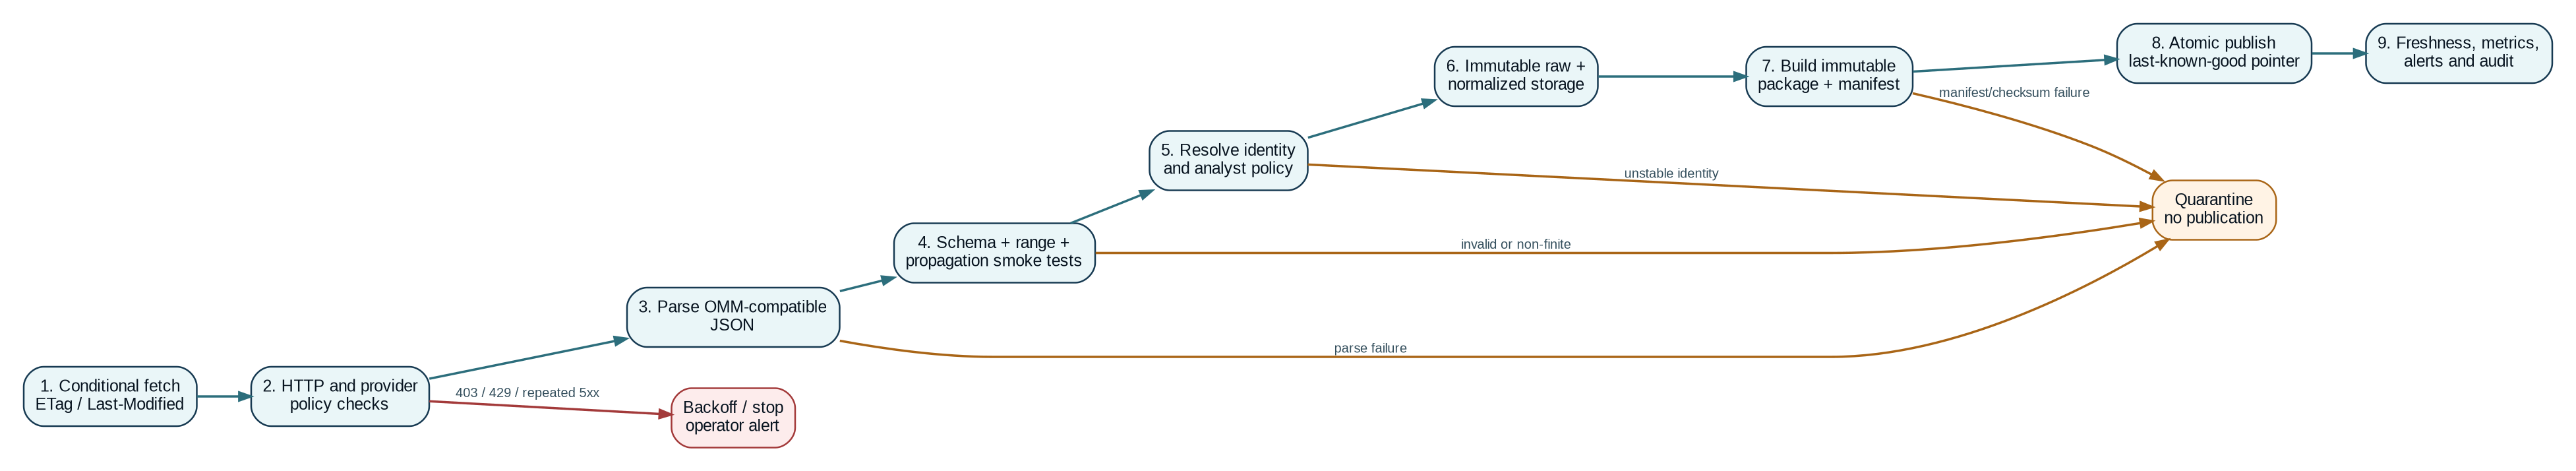 1. Conditional fetch
ETag / Last-Modified
2. HTTP and provider
policy checks
403 / 429 / repeated 5xx
Backoff / stop
operator alert
3. Parse OMM-compatible
JSON
parse failure
4. Schema + range +
propagation smoke tests
invalid or non-finite
5. Resolve identity
and analyst policy
unstable identity
6. Immutable raw +
normalized storage
7. Build immutable
package + manifest
manifest/checksum failure
Quarantine
no publication
8. Atomic publish
last-known-good pointer
9. Freshness, metrics,
alerts and audit